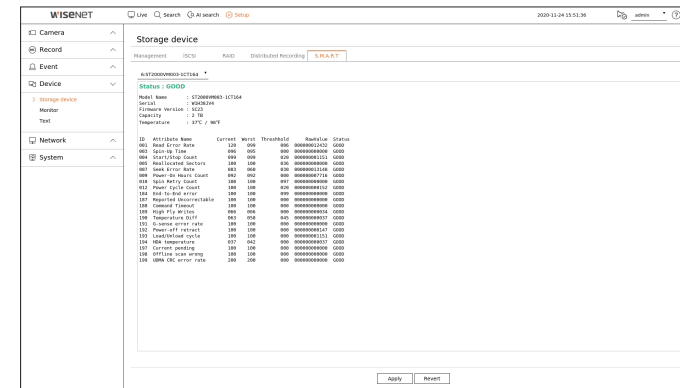 WISENET
Live Search AI search Setup 2020-11-24 15:51:36 admin
Camera
Record
Event
Device
Storage device
Monitor
Text
Network
System
Storage device
Management iSCSI RAID Distributed Recording S.M.A.R.T
6:ST2000VM003-1CT164
Status : GOOD
Model Name : ST2000VM003-1CT164
Serial : W1H36JV4
Firmware Version : SC23
Capacity : 2 TB
Temperature : 37℃ / 98℉
ID Attribute Name Current Worst Threshhold RawValue Status
001 Read Error Rate 120 099 006 000000012432 GOOD
003 Spin-Up Time 096 095 000 000000000000 GOOD
004 Start/Stop Count 099 099 020 000000001151 GOOD
005 Reallocated Sectors 100 100 036 000000000000 GOOD
007 Seek Error Rate 083 060 030 000000013148 GOOD
009 Power-On Hours Count 092 092 000 000000007716 GOOD
010 Spin Retry Count 100 100 097 000000000000 GOOD
012 Power Cycle Count 100 100 020 000000000152 GOOD
184 End-to-End error 100 100 099 000000000000 GOOD
187 Reported Uncorrectable 100 100 000 000000000000 GOOD
188 Command Timeout 100 100 000 000000000000 GOOD
189 High Fly Writes 066 066 000 000000000034 GOOD
190 Temperature Diff 063 058 045 000000000037 GOOD
191 G-sense error rate 100 100 000 000000000000 GOOD
192 Power-off retract 100 100 000 000000000147 GOOD
193 Load/Unload cycle 100 100 000 000000001151 GOOD
194 HDA temperature 037 042 000 000000000037 GOOD
197 Current pending 100 100 000 000000000000 GOOD
198 Offline scan wrong 100 100 000 000000000000 GOOD
199 UDMA CRC error rate 200 200 000 000000000000 GOOD
Apply Revert